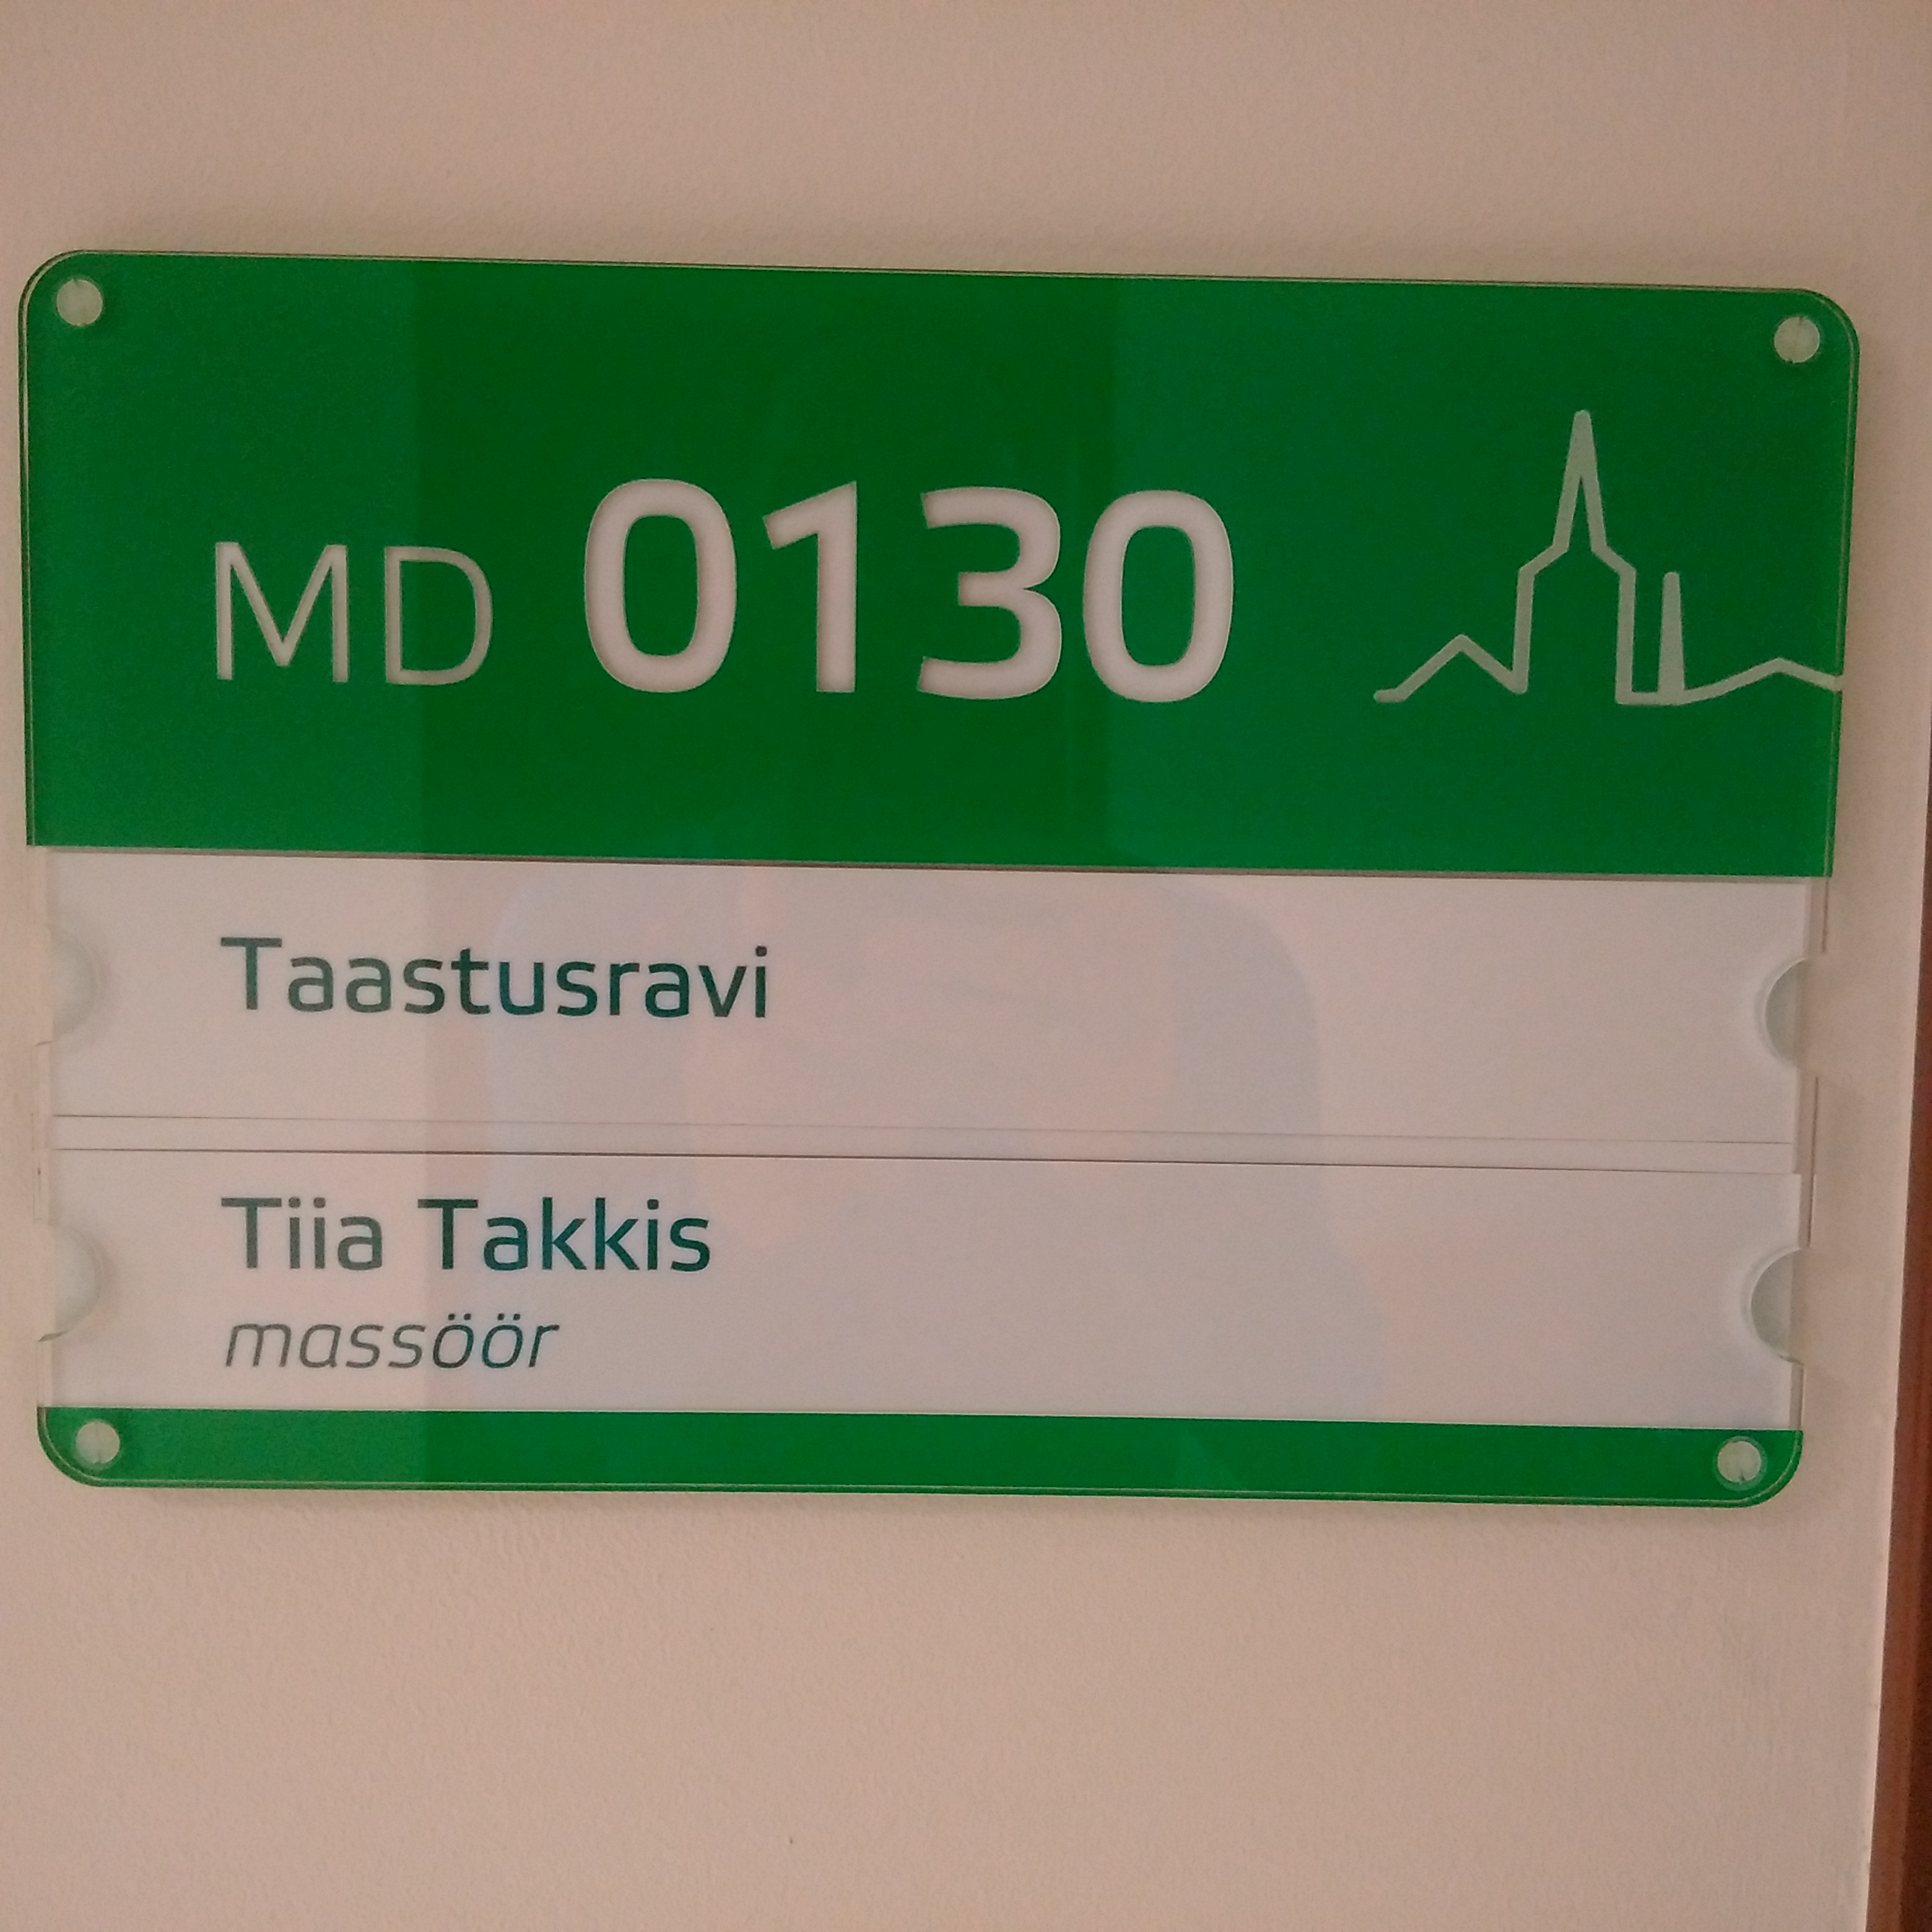 MD 0130
Taastusravi
Tiia Takkis
massöör